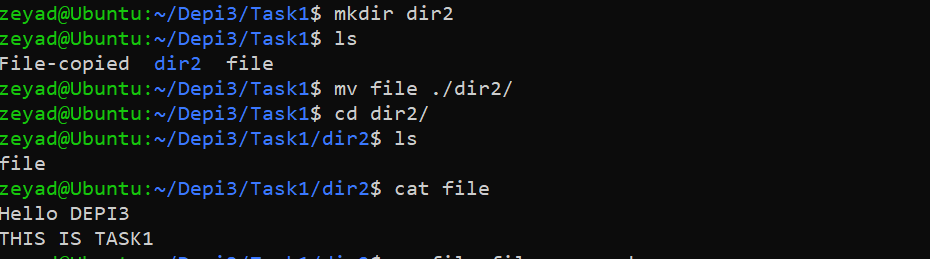 zeyad@Ubuntu:~/Depi3/Task1$ mkdir dir2
zeyad@Ubuntu:~/Depi3/Task1$ ls
File-copied  dir2  file
zeyad@Ubuntu:~/Depi3/Task1$ mv file ./dir2/
zeyad@Ubuntu:~/Depi3/Task1$ cd dir2/
zeyad@Ubuntu:~/Depi3/Task1/dir2$ ls
file
zeyad@Ubuntu:~/Depi3/Task1/dir2$ cat file
Hello DEPI3
THIS IS TASK1